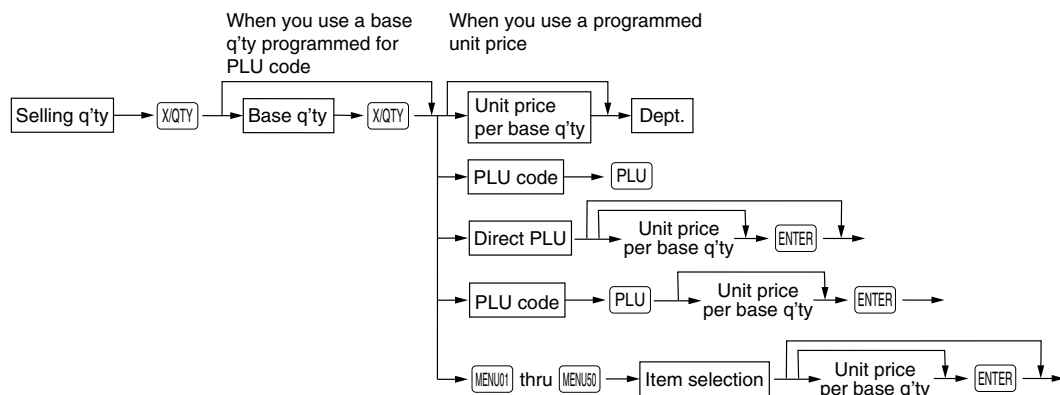 When you use a base
q'ty programmed for
PLU code
When you use a programmed
unit price
Selling q'ty
X/QTY
Base q'ty
X/QTY
Unit price
per base q'ty
Dept.
PLU code
PLU
Direct PLU
Unit price
per base q'ty
ENTER
PLU code
PLU
Unit price
per base q'ty
ENTER
MENU01 thru MENU50
Item selection
Unit price
per base q'ty
ENTER